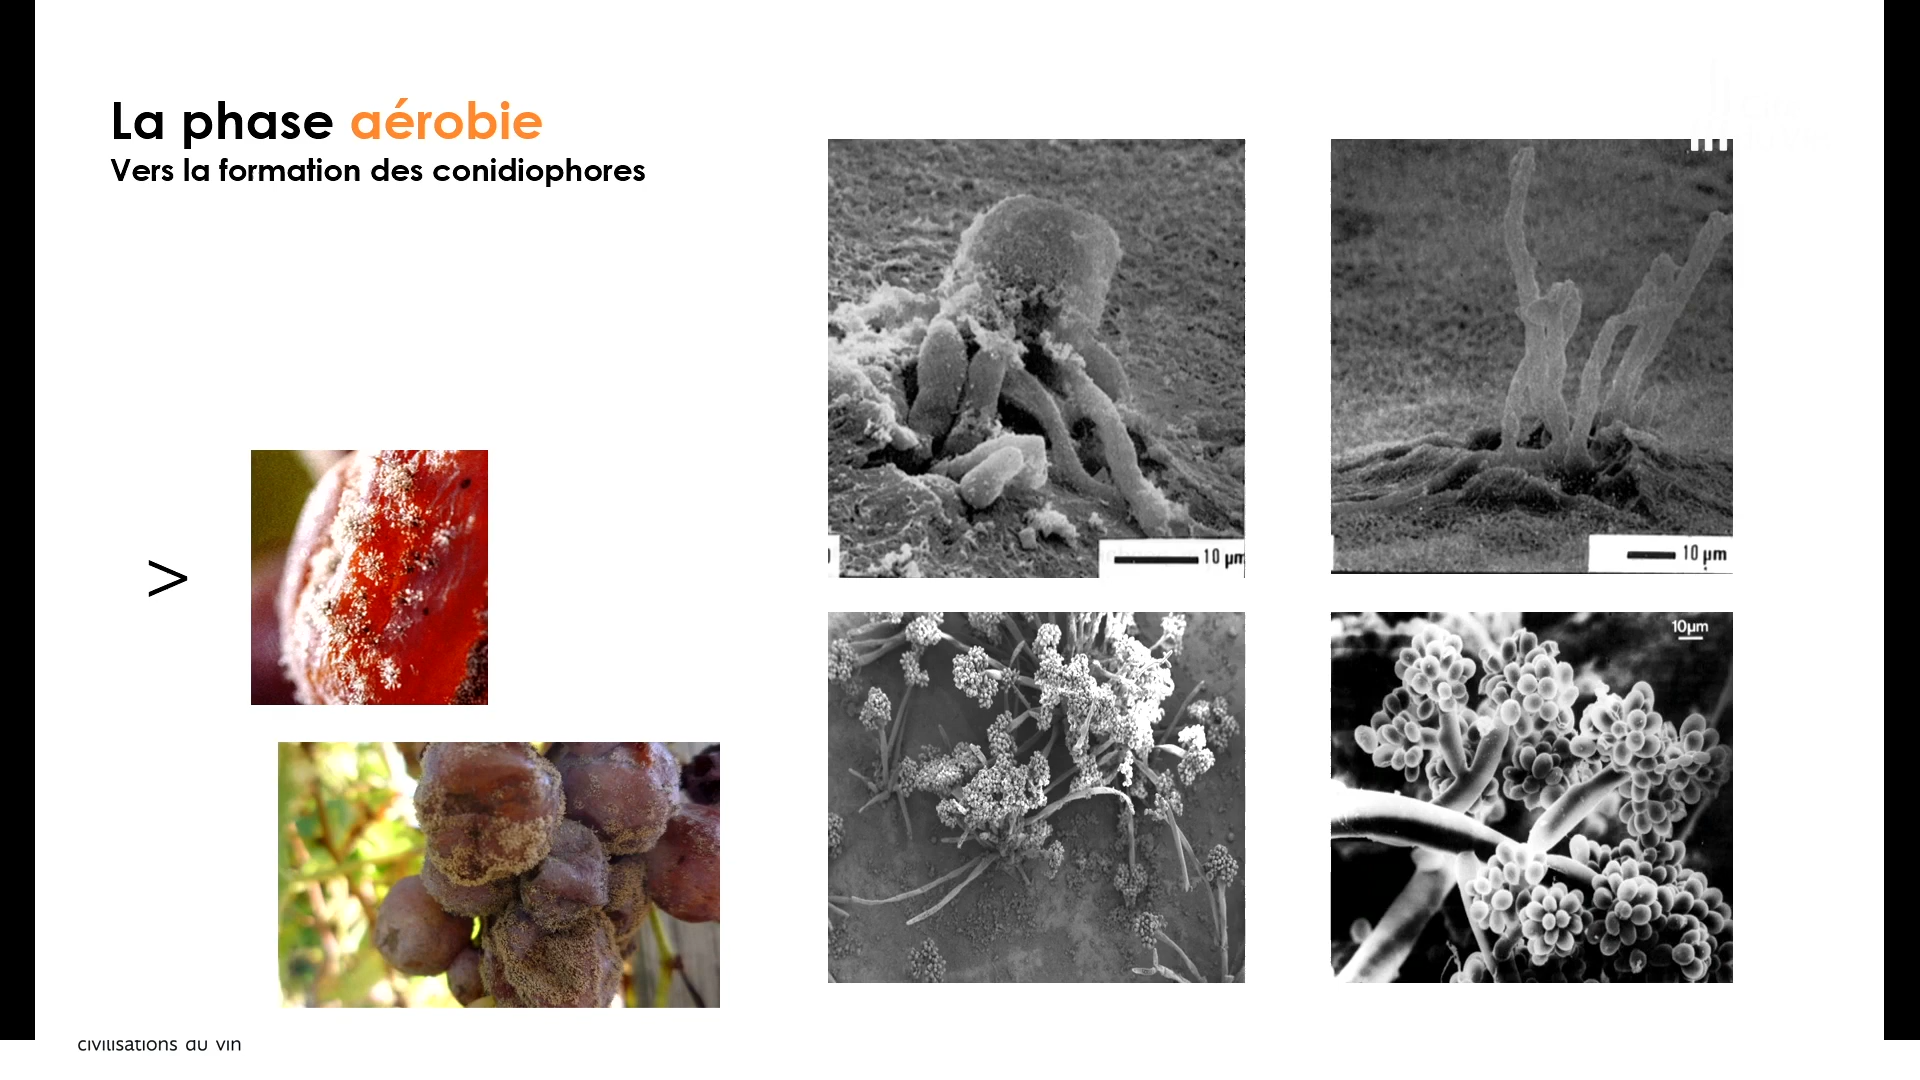 La phase aérobie
Vers la formation des conidiophores
10 µm
10 µm
>
10µm
civilisations du vin